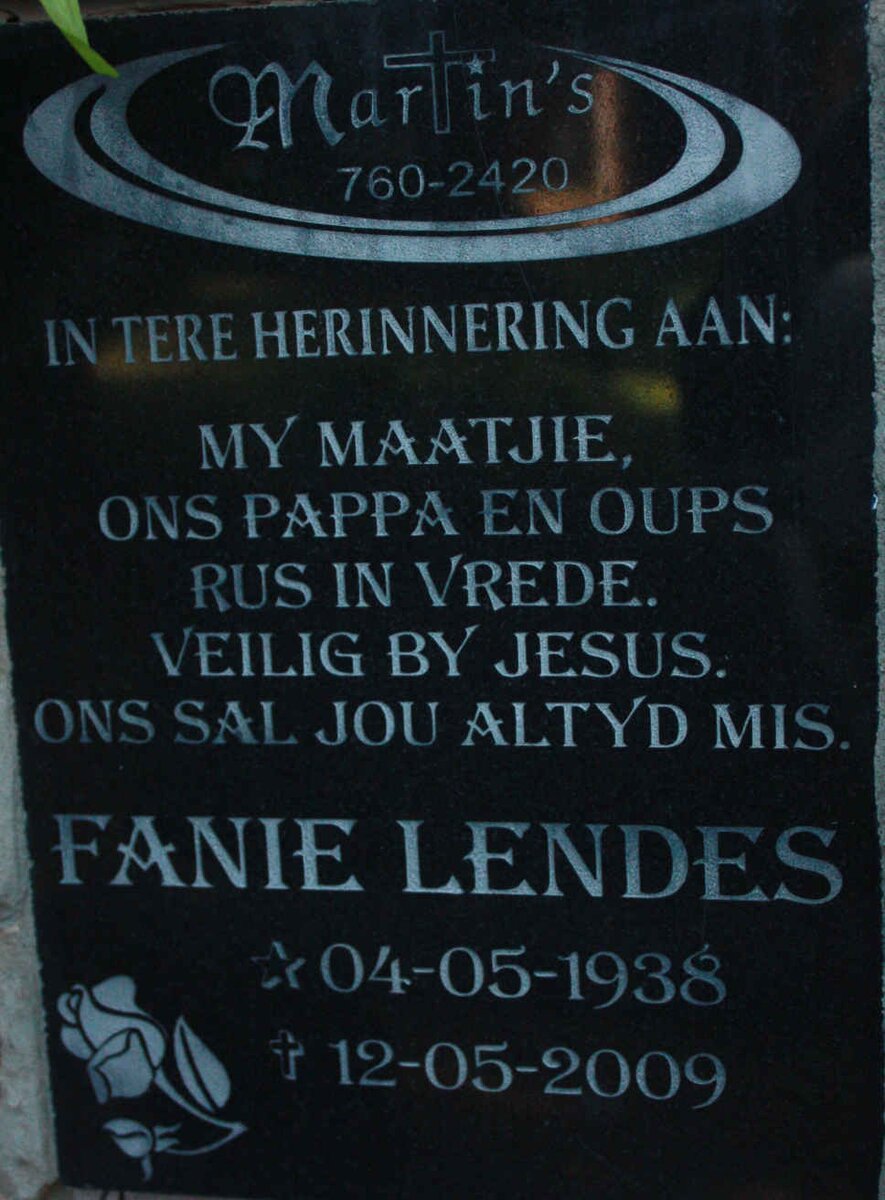 Martin's
760-2420
IN TERE HERINNERING AAN:
MY MAATJIE,
ONS PAPPA EN OUPS
RUS IN VREDE.
VEILIG BY JESUS.
ONS SAL JOU ALTYD MIS.
FANIE LENDES
☆ 04-05-1938
✝ 12-05-2009